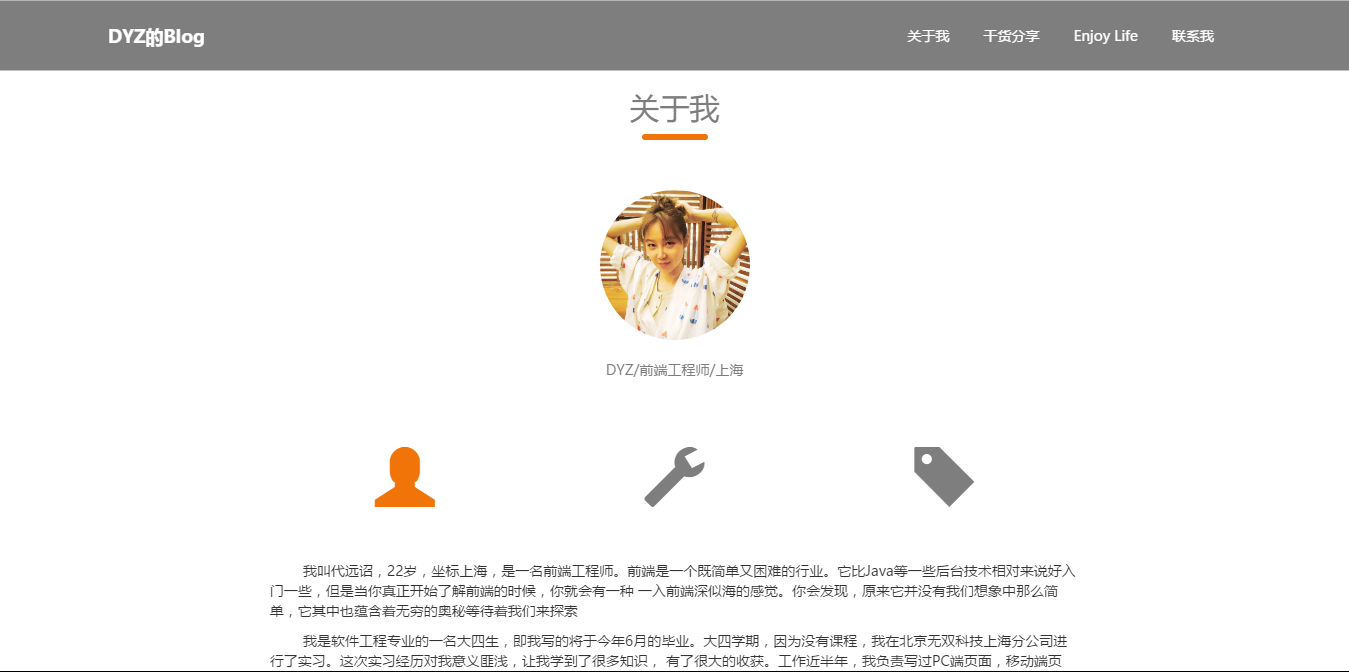 DYZ的Blog
关于我 干货分享 Enjoy Life 联系我
关于我
DYZ/前端工程师/上海
我叫代远诏，22岁，坐标上海，是一名前端工程师。前端是一个既简单又困难的行业。它比Java等一些后台技术相对来说好入
门一些，但是当你真正开始了解前端的时候，你就会有一种 一入前端深似海的感觉。你会发现，原来它并没有我们想象中那么简
单，它其中也蕴含着无穷的奥秘等待着我们来探索
我是软件工程专业的一名大四生，即我写的将于今年6月的毕业。大四学期，因为没有课程，我在北京无双科技上海分公司进
行了实习。这次实习经历对我意义匪浅，让我学到了很多知识， 有了很大的收获。工作近半年，我负责写过PC端页面，移动端页